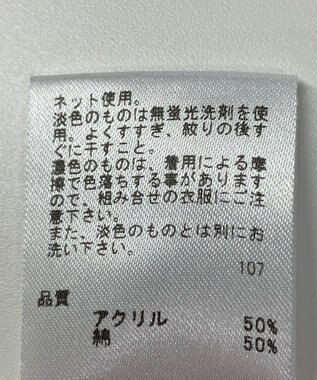 ネット使用。
淡色のものは無蛍光洗剤を使
用。よくすすぎ、絞りの後す
ぐに干すこと。
濃色のものは、着用による摩
擦で色落ちする事があります
ので、組み合せの衣服にご注
意下さい。
また、淡色のものとは別にお
洗い下さい。
107
品質
アクリル 50%
綿 50%